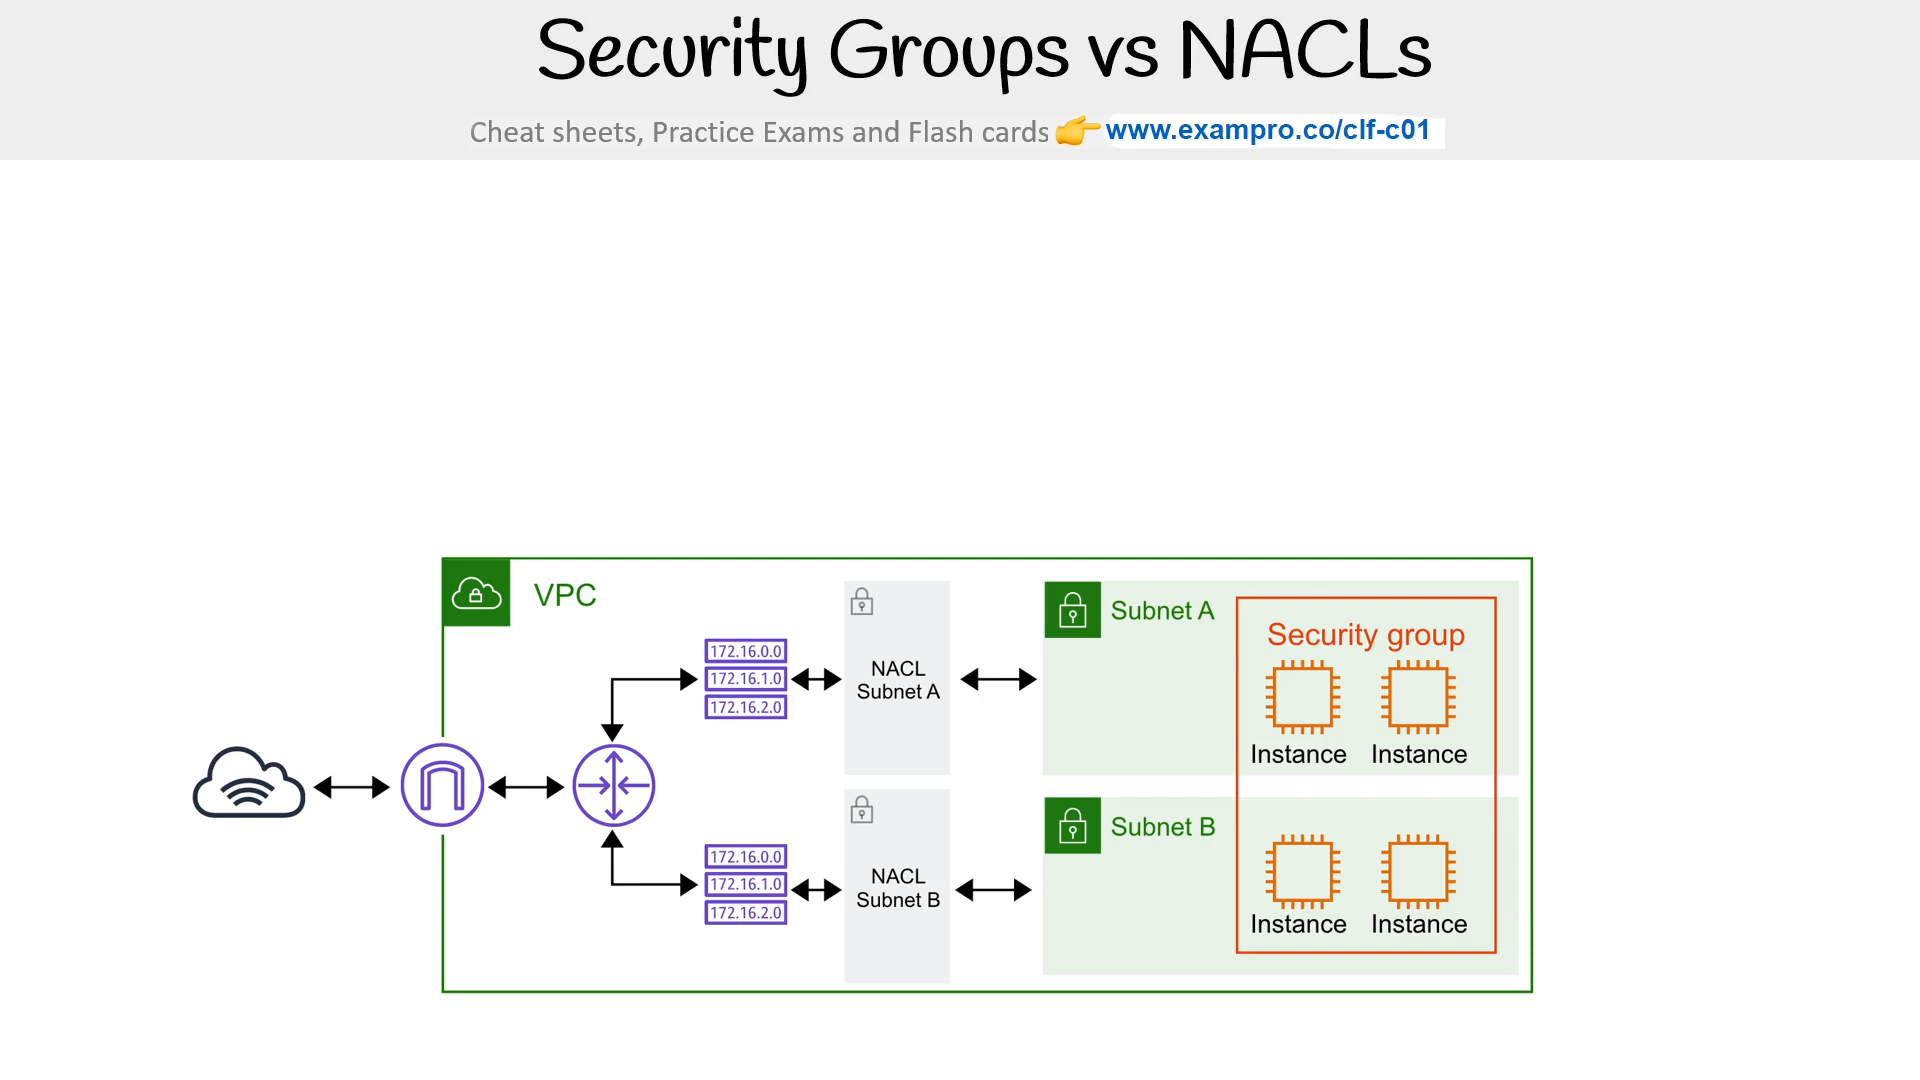 Security Groups vs NACLs
Cheat sheets, Practice Exams and Flash cards 👉 www.exampro.co/clf-c01
VPC
172.16.0.0
172.16.1.0
172.16.2.0
NACL
Subnet A
Subnet A
Security group
Instance Instance
172.16.0.0
172.16.1.0
172.16.2.0
NACL
Subnet B
Subnet B
Instance Instance